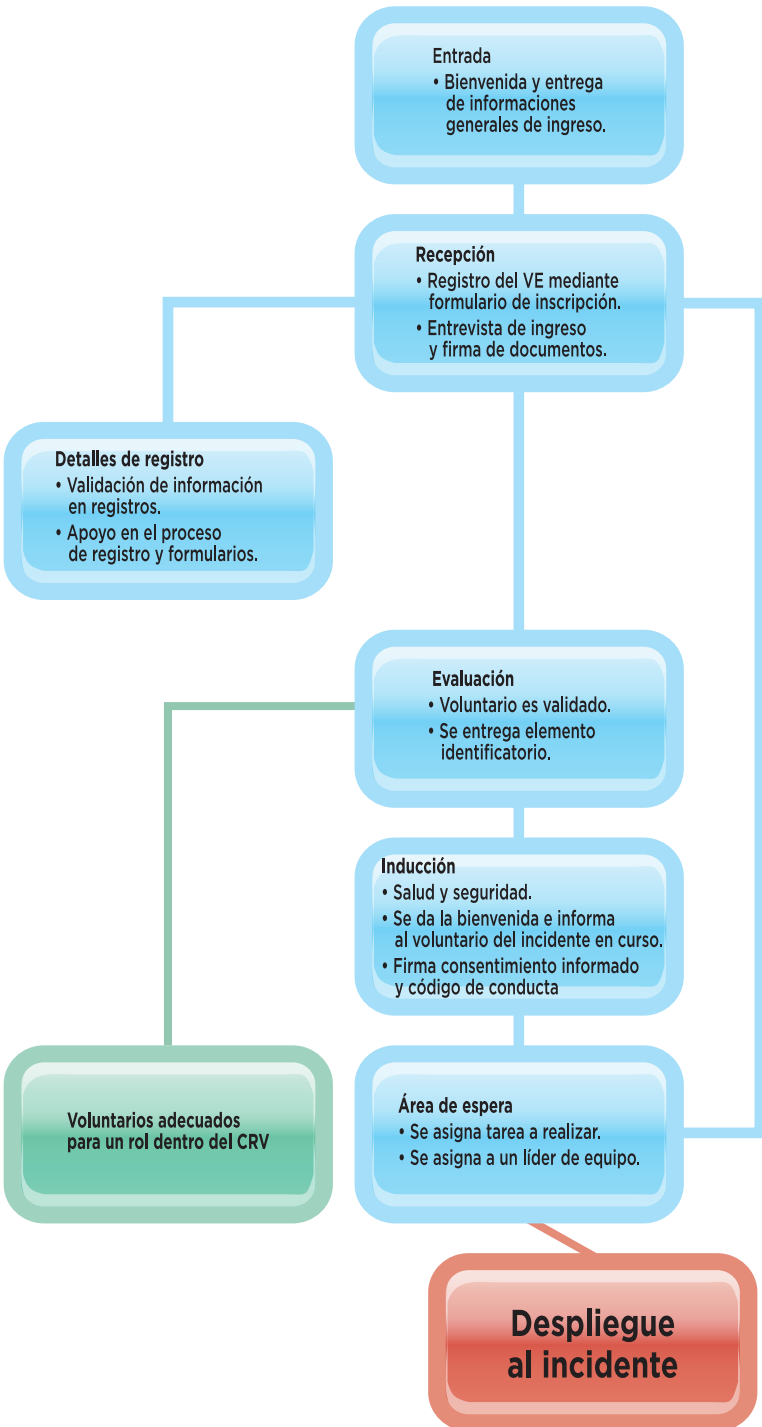 Entrada
• Bienvenida y entrega
de informaciones
generales de ingreso.
Recepción
• Registro del VE mediante
formulario de inscripción.
• Entrevista de ingreso
y firma de documentos.
Detalles de registro
• Validación de información
en registros.
• Apoyo en el proceso
de registro y formularios.
Evaluación
• Voluntario es validado.
• Se entrega elemento
identificatorio.
Inducción
• Salud y seguridad.
• Se da la bienvenida e informa
al voluntario del incidente en curso.
• Firma consentimiento informado
y código de conducta
Voluntarios adecuados
para un rol dentro del CRV
Área de espera
• Se asigna tarea a realizar.
• Se asigna a un líder de equipo.
Despliegue
al incidente